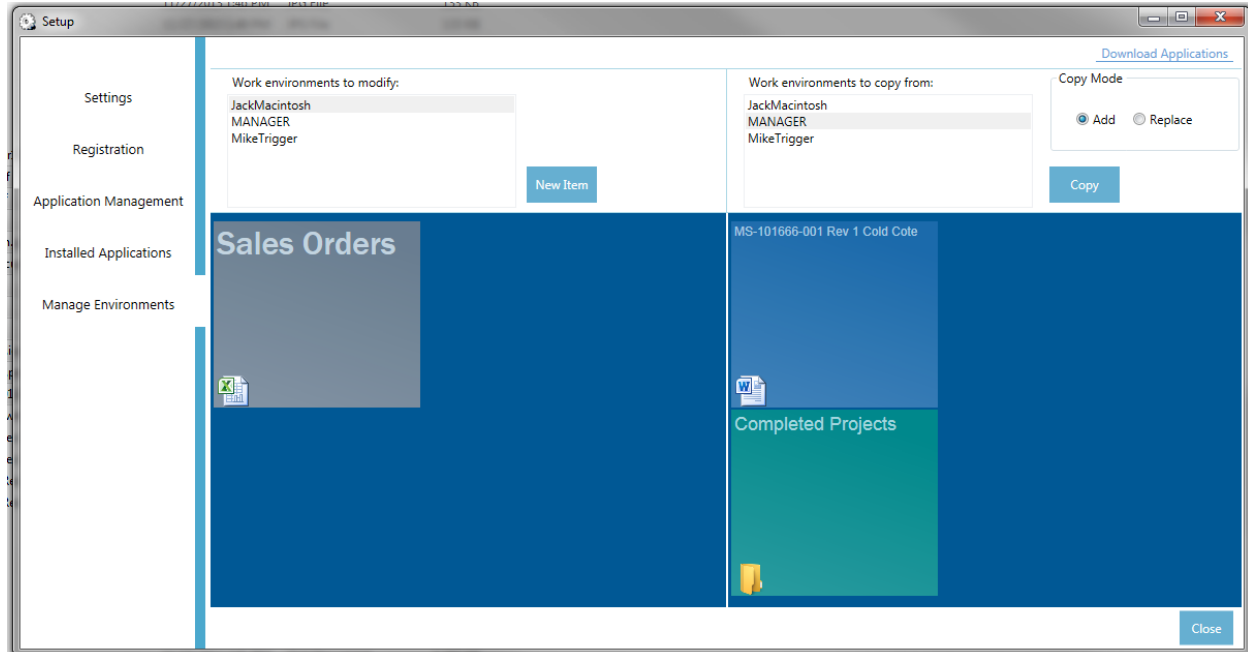 Setup
Download Applications
Settings
Registration
Application Management
Installed Applications
Manage Environments
Work environments to modify:
JackMacintosh
MANAGER
MikeTrigger
New Item
Work environments to copy from:
JackMacintosh
MANAGER
MikeTrigger
Copy Mode
Add
Replace
Copy
Sales Orders
MS-101666-001 Rev 1 Cold Cote
Completed Projects
Close